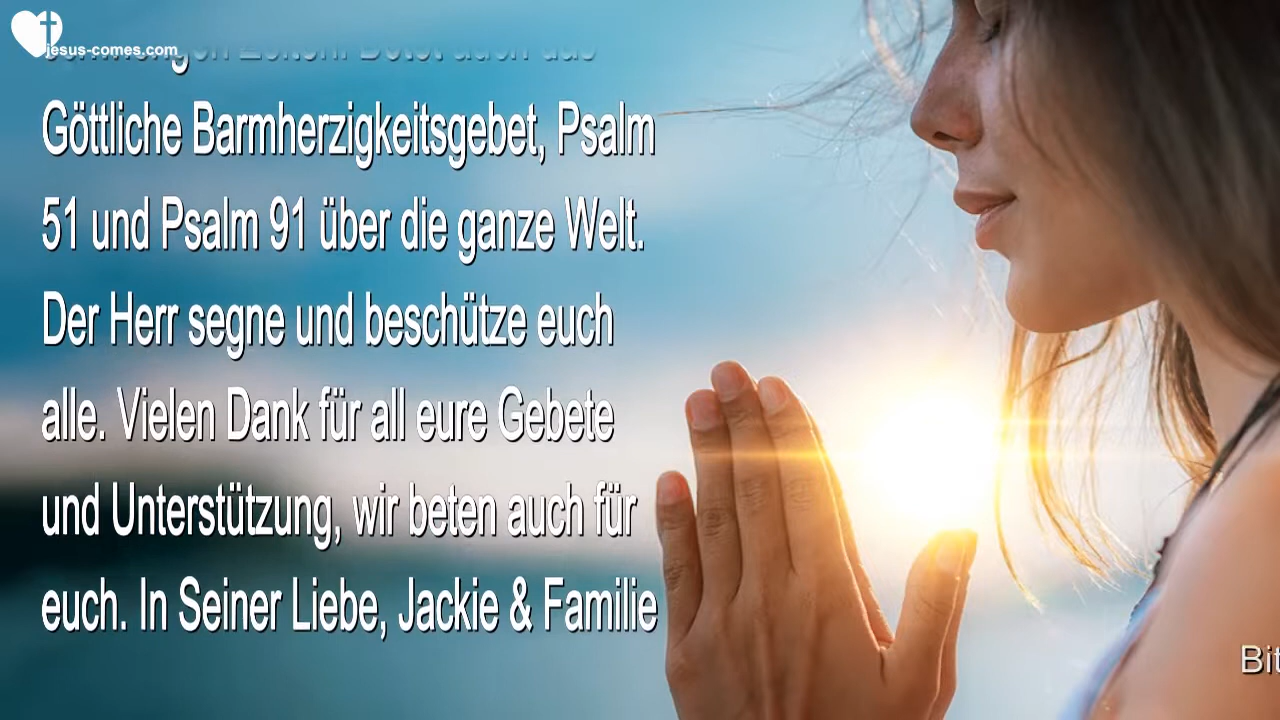 jesus-comes.com
Göttliche Barmherzigkeitsgebet, Psalm
51 und Psalm 91 über die ganze Welt.
Der Herr segne und beschütze euch
alle. Vielen Dank für all eure Gebete
und Unterstützung, wir beten auch für
euch. In Seiner Liebe, Jackie & Familie